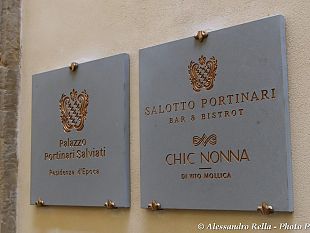 Palazzo
Portinari Salviati
Residenza d'Epoca
SALOTTO PORTINARI
BAR & BISTROT
CHIC NONNA
DI VITO MOLLICA
© Alessandro Rella - Photo P